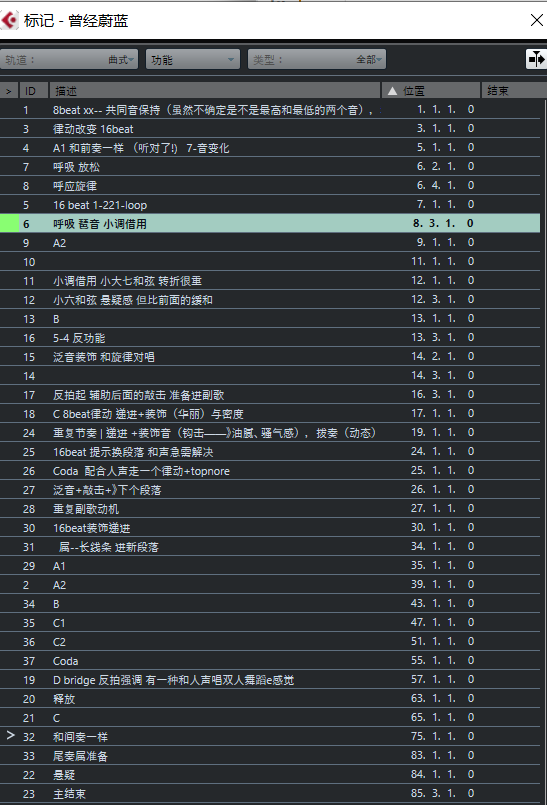 标记 - 曾经蔚蓝
轨道： 曲式 功能 类型： 全部
> ID 描述 位置 结束
1 8beat xx-- 共同音保持（虽然不确定是不是最高和最低的两个音）， 1. 1. 1. 0
3 律动改变 16beat 3. 1. 1. 0
4 A1 和前奏一样 （听对了!） 7-音变化 5. 1. 1. 0
7 呼吸 放松 6. 2. 1. 0
8 呼应旋律 6. 4. 1. 0
5 16 beat 1-221-loop 7. 1. 1. 0
6 呼吸 琶音 小调借用 8. 3. 1. 0
9 A2 9. 1. 1. 0
10 11. 1. 1. 0
11 小调借用 小大七和弦 转折很重 12. 1. 1. 0
12 小六和弦 悬疑感 但比前面的缓和 12. 3. 1. 0
13 B 13. 1. 1. 0
16 5-4 反功能 13. 3. 1. 0
15 泛音装饰 和旋律对唱 14. 2. 1. 0
14 14. 3. 1. 0
17 反拍起 辅助后面的敲击 准备进副歌 16. 3. 1. 0
18 C 8beat律动 递进+装饰（华丽）与密度 17. 1. 1. 0
24 重复节奏 | 递进 +装饰音（钩击——》油腻、骚气感），拨奏（动态） 19. 1. 1. 0
25 16beat 提示换段落 和声急需解决 24. 1. 1. 0
26 Coda 配合人声走一个律动+topnore 25. 1. 1. 0
27 泛音+敲击+》下个段落 26. 1. 1. 0
28 重复副歌动机 27. 1. 1. 0
30 16beat装饰递进 30. 1. 1. 0
31 属--长线条 进新段落 34. 1. 1. 0
29 A1 35. 1. 1. 0
2 A2 39. 1. 1. 0
34 B 43. 1. 1. 0
35 C1 47. 1. 1. 0
36 C2 51. 1. 1. 0
37 Coda 55. 1. 1. 0
19 D bridge 反拍强调 有一种和人声唱双人舞蹈e感觉 57. 1. 1. 0
20 释放 63. 1. 1. 0
21 C 65. 1. 1. 0
> 32 和间奏一样 75. 1. 1. 0
33 尾奏属准备 83. 1. 1. 0
22 悬疑 84. 1. 1. 0
23 主结束 85. 3. 1. 0